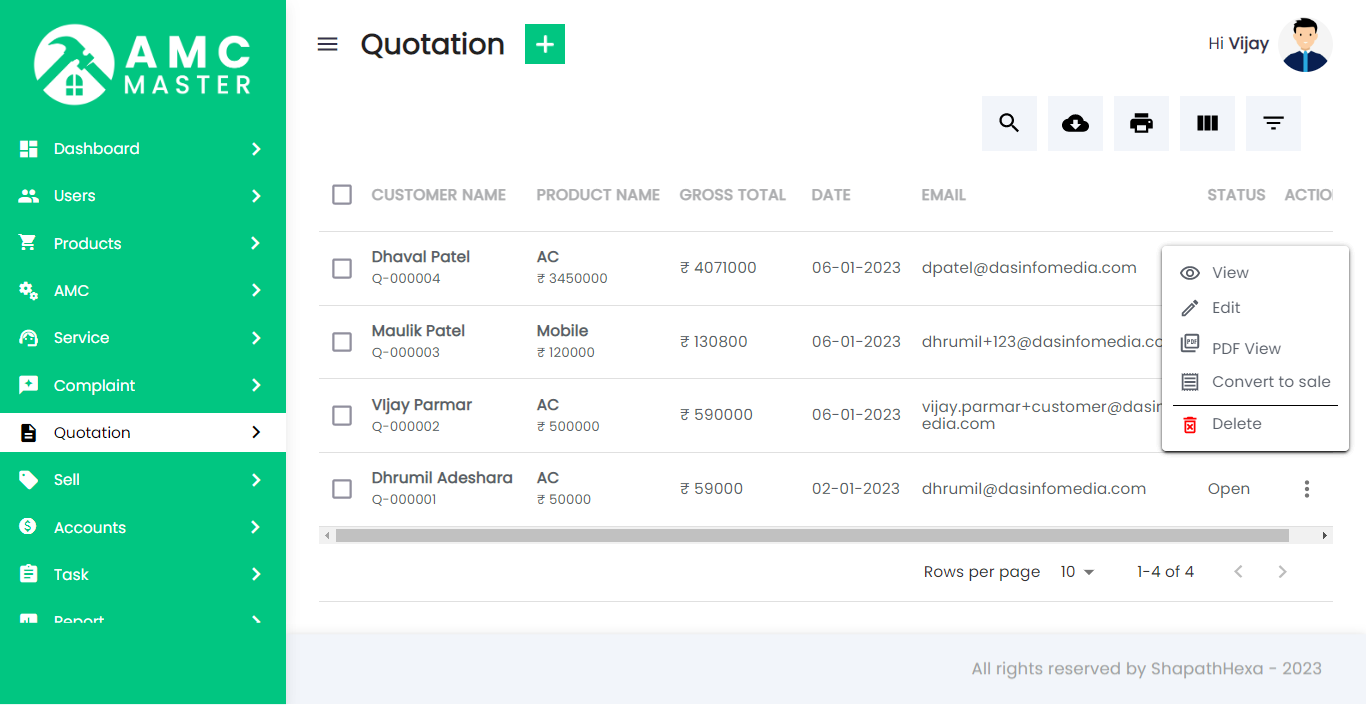 AMC
MASTER
Dashboard
Users
Products
AMC
Service
Complaint
Quotation
Sell
Accounts
Task
Report
Quotation
Hi Vijay
CUSTOMER NAME PRODUCT NAME GROSS TOTAL DATE EMAIL STATUS ACTIO
Dhaval Patel AC
Q-000004 ₹ 3450000 ₹ 4071000 06-01-2023 dpatel@dasinfomedia.com
Maulik Patel Mobile
Q-000003 ₹ 120000 ₹ 130800 06-01-2023 dhrumil+123@dasinfomedia.co
VIjay Parmar AC
Q-000002 ₹ 500000 ₹ 590000 06-01-2023 vijay.parmar+customer@dasin
edia.com
Dhrumil Adeshara AC
Q-000001 ₹ 50000 ₹ 59000 02-01-2023 dhrumil@dasinfomedia.com Open
View
Edit
PDF PDF View
Convert to sale
Delete
Rows per page 10 1-4 of 4
All rights reserved by ShapathHexa - 2023